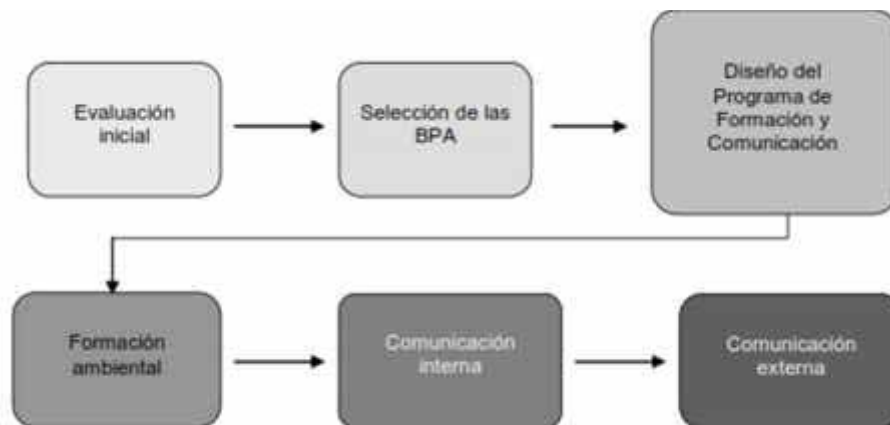 Evaluación
inicial
Selección de las
BPA
Diseño del
Programa de
Formación y
Comunicación
Formación
ambiental
Comunicación
interna
Comunicación
externa